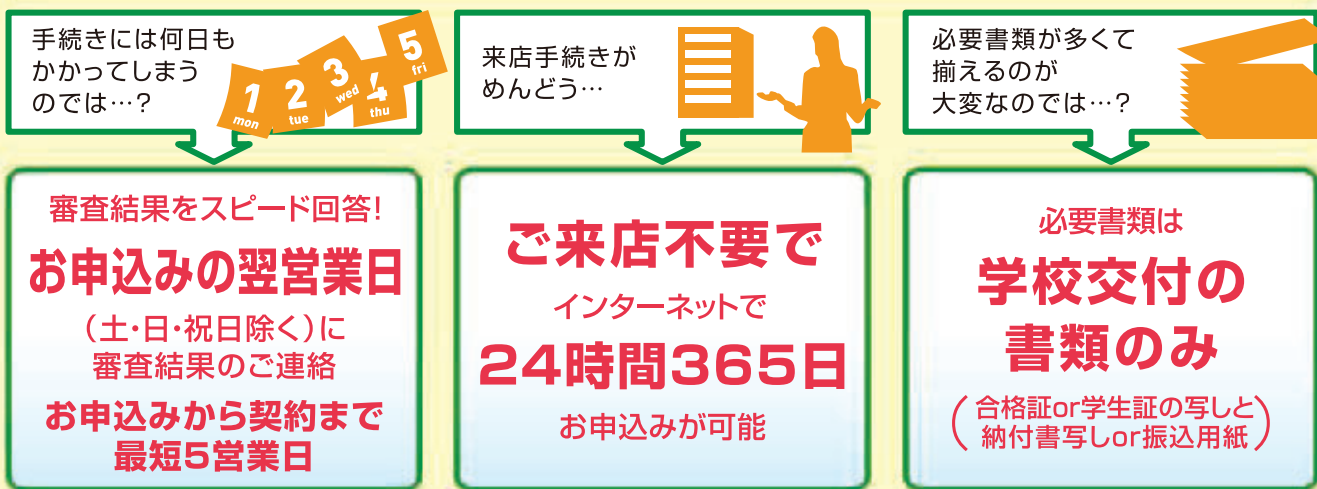 手続きには何日も
かかってしまう
のでは…？
1
mon
2
tue
3
wed
4
thu
5
fri
審査結果をスピード回答!
お申込みの翌営業日
（土・日・祝日除く）に
審査結果のご連絡
お申込みから契約まで
最短5営業日
来店手続きが
めんどう…
ご来店不要で
インターネットで
24時間365日
お申込みが可能
必要書類が多くて
揃えるのが
大変なのでは…？
必要書類は
学校交付の
書類のみ
（合格証or学生証の写しと
納付書写しor振込用紙）